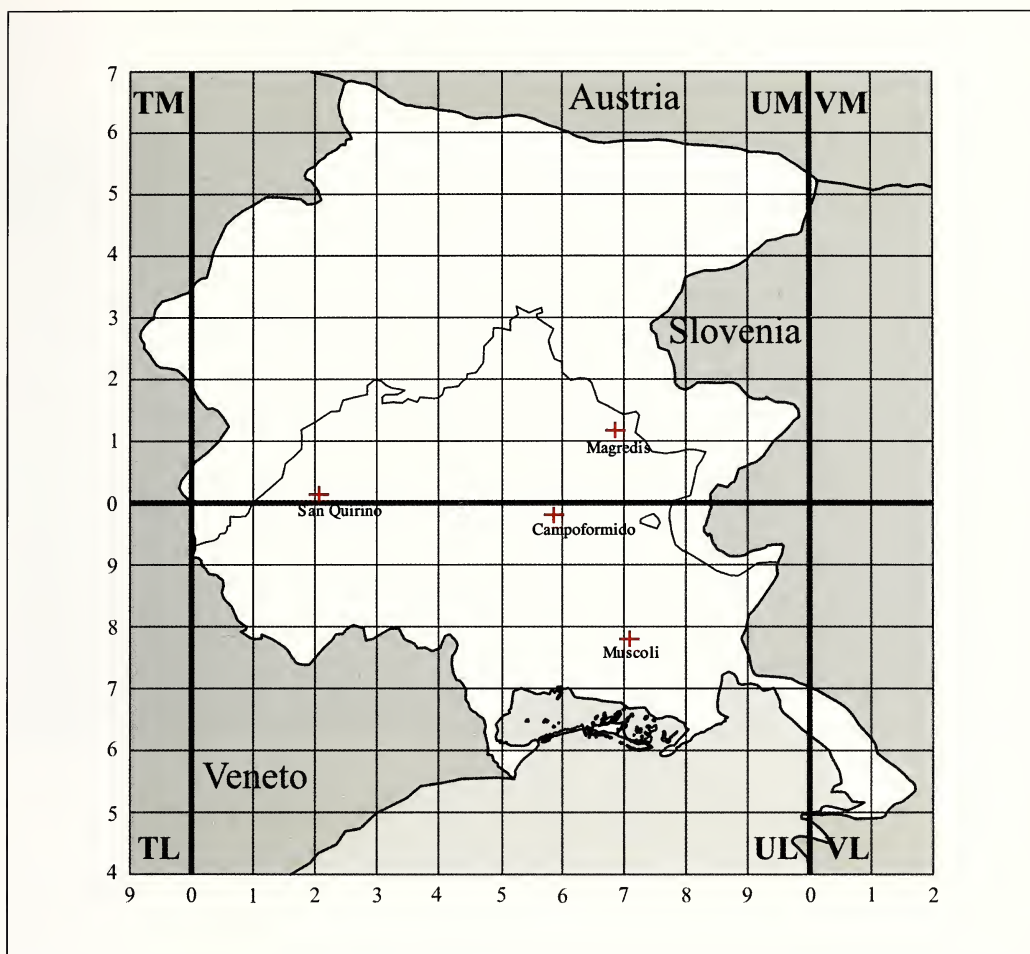 7
TM
Austria
UM
VM
6
5
4
3
Slovenia
2
1
Magredis
0
San Quirino
Campoformido
9
8
Muscoli
7
6
Veneto
5
TL
UL
VL
4
9 0 1 2 3 4 5 6 7 8 9 0 1 2